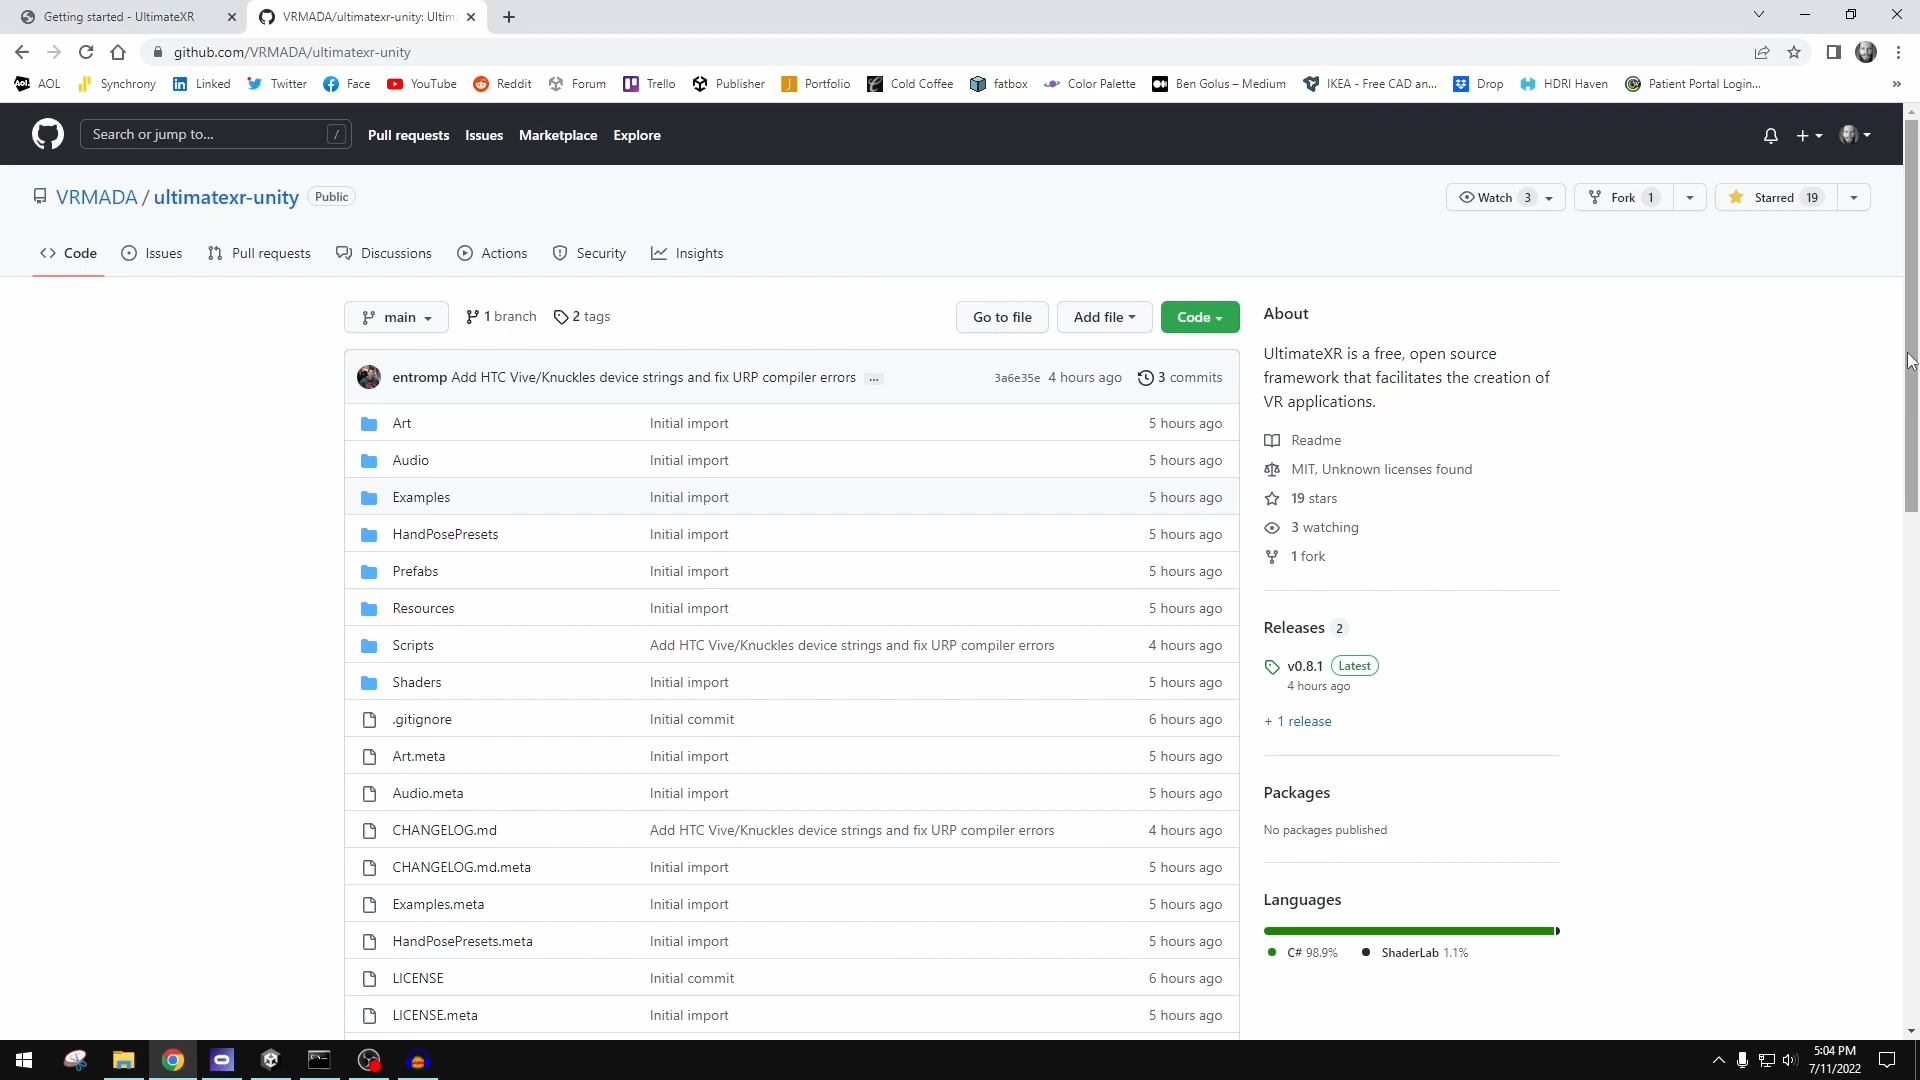 Getting started - UltimateXR
VRMADA/ultimatexr-unity: Ultim
github.com/VRMADA/ultimatexr-unity
AOL Synchrony Linked Twitter Face YouTube Reddit Forum Trello Publisher Portfolio Cold Coffee fatbox Color Palette Ben Golus – Medium IKEA - Free CAD an... Drop HDRI Haven Patient Portal Login... »
Search or jump to... / Pull requests Issues Marketplace Explore
VRMADA / ultimatexr-unity Public Watch 3 Fork 1 Starred 19
Code Issues Pull requests Discussions Actions Security Insights
main 1 branch 2 tags Go to file Add file Code
entromp Add HTC Vive/Knuckles device strings and fix URP compiler errors ... 3a6e35e 4 hours ago 3 commits
Art Initial import 5 hours ago
Audio Initial import 5 hours ago
Examples Initial import 5 hours ago
HandPosePresets Initial import 5 hours ago
Prefabs Initial import 5 hours ago
Resources Initial import 5 hours ago
Scripts Add HTC Vive/Knuckles device strings and fix URP compiler errors 4 hours ago
Shaders Initial import 5 hours ago
.gitignore Initial commit 6 hours ago
Art.meta Initial import 5 hours ago
Audio.meta Initial import 5 hours ago
CHANGELOG.md Add HTC Vive/Knuckles device strings and fix URP compiler errors 4 hours ago
CHANGELOG.md.meta Initial import 5 hours ago
Examples.meta Initial import 5 hours ago
HandPosePresets.meta Initial import 5 hours ago
LICENSE Initial commit 6 hours ago
LICENSE.meta Initial import 5 hours ago
About
UltimateXR is a free, open source
framework that facilitates the creation of
VR applications.
Readme
MIT, Unknown licenses found
19 stars
3 watching
1 fork
Releases 2
v0.8.1 Latest
4 hours ago
+ 1 release
Packages
No packages published
Languages
C# 98.9% ShaderLab 1.1%
5:04 PM
7/11/2022